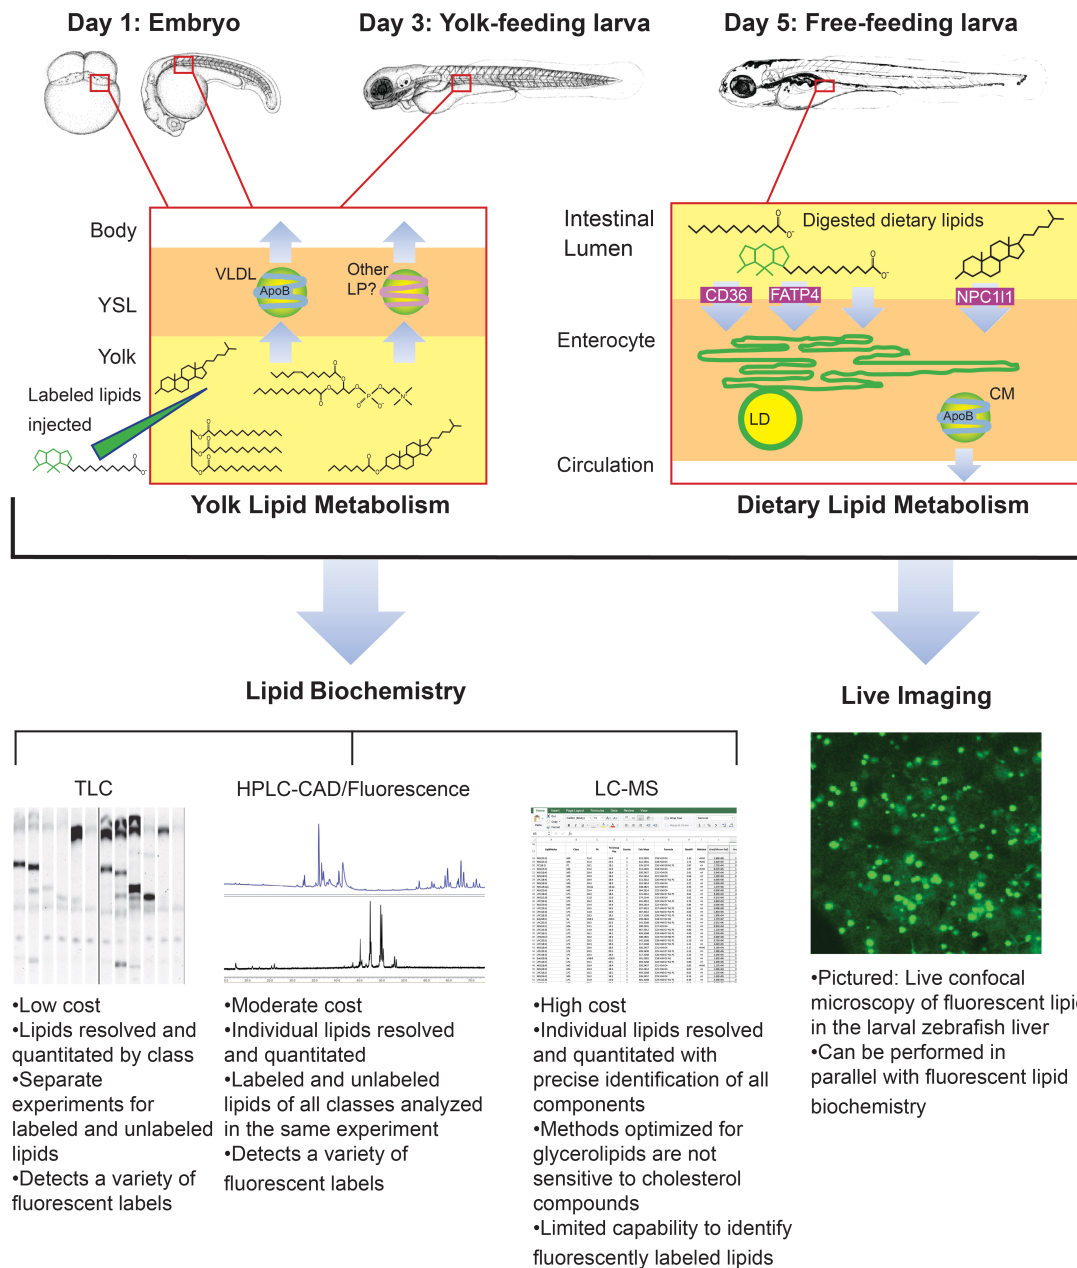 Day 1: Embryo
Day 3: Yolk-feeding larva
Day 5: Free-feeding larva
Body
YSL
Yolk
Labeled lipids
injected
VLDL
ApoB
Other
LP?
O
O
O
O⁻
O
O
O
O
P
O
O⁻
N
O
O
O
O
O
O
O
O
Yolk Lipid Metabolism
Intestinal
Lumen
Digested dietary lipids
O
O⁻
O
O⁻
O
CD36
FATP4
NPC1l1
Enterocyte
LD
CM
ApoB
Circulation
Dietary Lipid Metabolism
Lipid Biochemistry
Live Imaging
TLC
•Low cost
•Lipids resolved and
quantitated by class
•Separate
experiments for
labeled and unlabeled
lipids
•Detects a variety of
fluorescent labels
HPLC-CAD/Fluorescence
•Moderate cost
•Individual lipids resolved
and quantitated
•Labeled and unlabeled
lipids of all classes analyzed
in the same experiment
•Detects a variety of
fluorescent labels
LC-MS
•High cost
•Individual lipids resolved
and quantitated with
precise identification of all
components
•Methods optimized for
glycerolipids are not
sensitive to cholesterol
compounds
•Limited capability to identify
fluorescently labeled lipids
•Pictured: Live confocal
microscopy of fluorescent lipid
in the larval zebrafish liver
•Can be performed in
parallel with fluorescent lipid
biochemistry